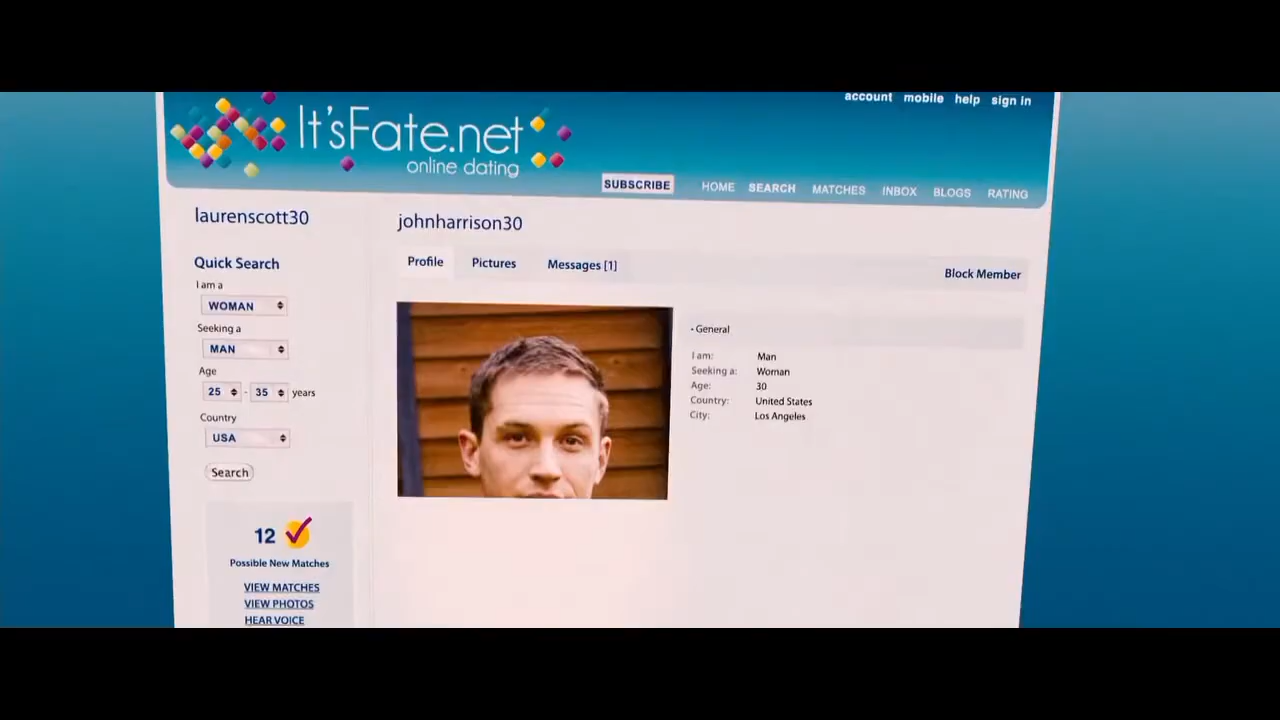 account mobile help sign in
It'sFate.net
online dating
SUBSCRIBE HOME SEARCH MATCHES INBOX BLOGS RATING
laurenscott30
johnharrison30
Profile Pictures Messages [1] Block Member
Quick Search
I am a
WOMAN
Seeking a
MAN
Age
25 - 35 years
Country
USA
Search
12
Possible New Matches
VIEW MATCHES
VIEW PHOTOS
HEAR VOICE
• General
I am: Man
Seeking a: Woman
Age: 30
Country: United States
City: Los Angeles